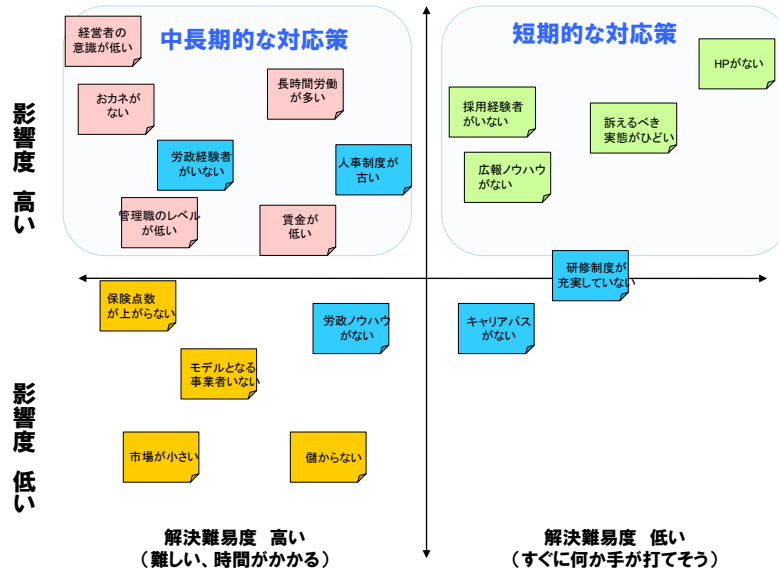 中長期的な対応策
短期的な対応策
影響度 高い
経営者の
意識が低い
おカネが
ない
長時間労働
が多い
労政経験者
がいない
人事制度が
古い
管理職のレベル
が低い
賃金が
低い
HPがない
採用経験者
がいない
訴えるべき
実態がひどい
広報ノウハウ
がない
研修制度が
充実していない
影響度 低い
保険点数
が上がらない
労政ノウハウ
がない
キャリアパス
がない
モデルとなる
事業者いない
市場が小さい
儲からない
解決難易度 高い
（難しい、時間がかかる）
解決難易度 低い
（すぐに何か手が打てそう）